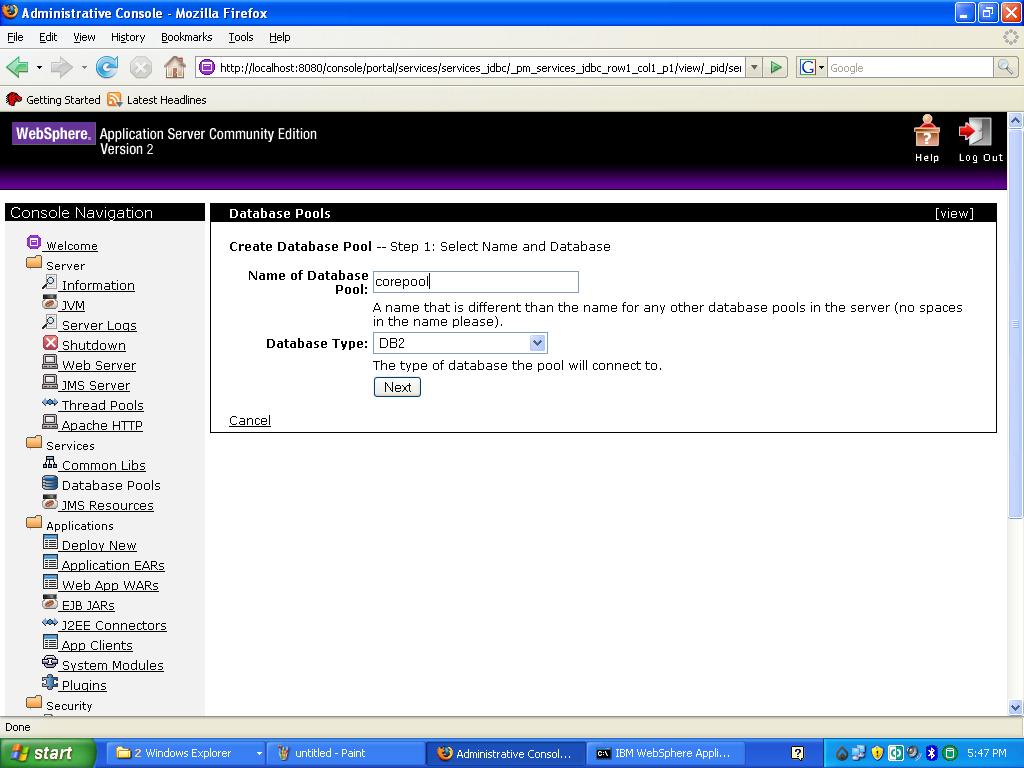 Administrative Console - Mozilla Firefox
File Edit View History Bookmarks Tools Help
http://localhost:8080/console/portal/services/services_jdbc/_pm_services_jdbc_row1_col1_p1/view/_pid/sei
G Google
Getting Started Latest Headlines
WebSphere. Application Server Community Edition
Version 2
Help Log Out
Console Navigation
Welcome
Server
Information
JVM
Server Logs
Shutdown
Web Server
JMS Server
Thread Pools
Apache HTTP
Services
Common Libs
Database Pools
JMS Resources
Applications
Deploy New
Application EARs
Web App WARs
EJB JARs
J2EE Connectors
App Clients
System Modules
Plugins
Security
Database Pools [view]
Create Database Pool -- Step 1: Select Name and Database
Name of Database
Pool: corepool
A name that is different than the name for any other database pools in the server (no spaces
in the name please).
Database Type: DB2
The type of database the pool will connect to.
Next
Cancel
Done
start 2 Windows Explorer untitled - Paint Administrative Consol... IBM WebSphere Appli... 5:47 PM